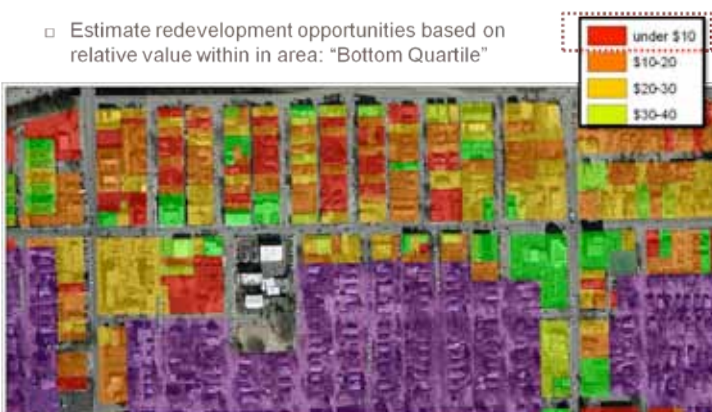 □ Estimate redevelopment opportunities based on
relative value within in area: “Bottom Quartile”
under $10
$10-20
$20-30
$30-40